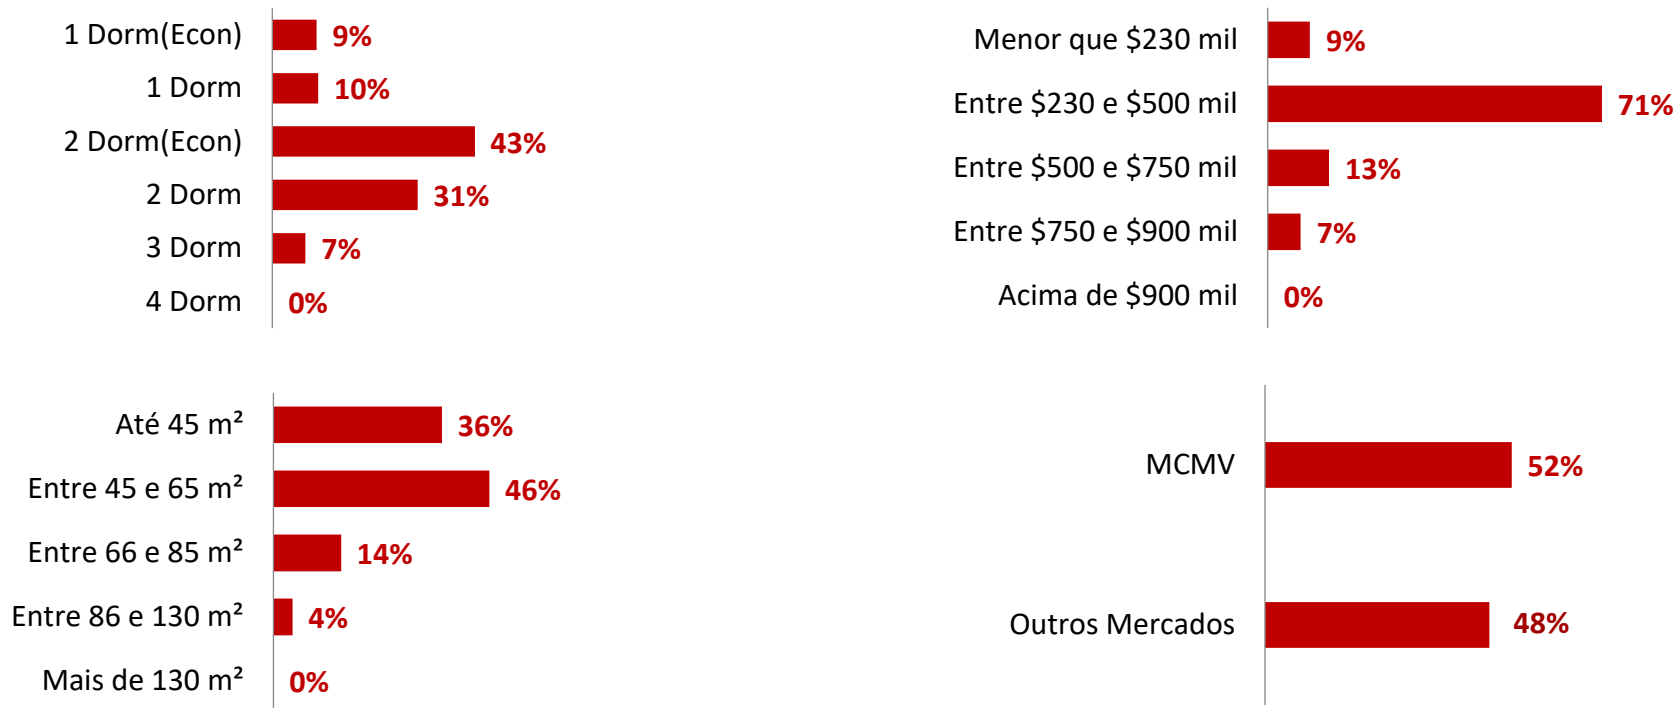 1 Dorm(Econ) 9%
1 Dorm 10%
2 Dorm(Econ) 43%
2 Dorm 31%
3 Dorm 7%
4 Dorm 0%
Menor que $230 mil 9%
Entre $230 e $500 mil 71%
Entre $500 e $750 mil 13%
Entre $750 e $900 mil 7%
Acima de $900 mil 0%
Até 45 m² 36%
Entre 45 e 65 m² 46%
Entre 66 e 85 m² 14%
Entre 86 e 130 m² 4%
Mais de 130 m² 0%
MCMV 52%
Outros Mercados 48%